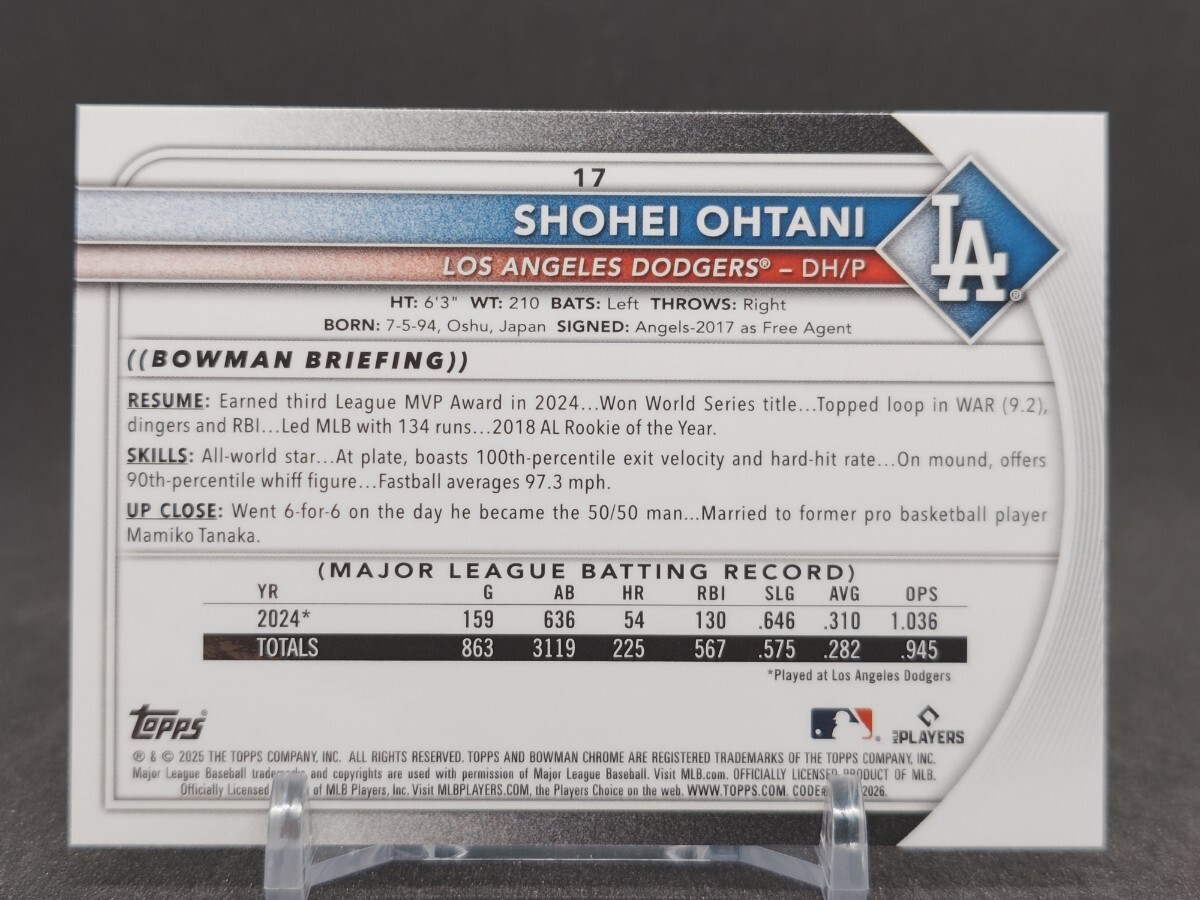 17
SHOHEI OHTANI
LOS ANGELES DODGERS® – DH/P
LA®
HT: 6'3" WT: 210 BATS: Left THROWS: Right
BORN: 7-5-94, Oshu, Japan SIGNED: Angels-2017 as Free Agent
((BOWMAN BRIEFING))
RESUME: Earned third League MVP Award in 2024...Won World Series title...Topped loop in WAR (9.2),
dingers and RBI...Led MLB with 134 runs...2018 AL Rookie of the Year.
SKILLS: All-world star...At plate, boasts 100th-percentile exit velocity and hard-hit rate...On mound, offers
90th-percentile whiff figure...Fastball averages 97.3 mph.
UP CLOSE: Went 6-for-6 on the day he became the 50/50 man...Married to former pro basketball player
Mamiko Tanaka.
(MAJOR LEAGUE BATTING RECORD)
YR G AB HR RBI SLG AVG OPS
2024* 159 636 54 130 .646 .310 1.036
TOTALS 863 3119 225 567 .575 .282 .945
*Played at Los Angeles Dodgers
Topps®
PLAYERS
® & © 2025 THE TOPPS COMPANY, INC. ALL RIGHTS RESERVED. TOPPS AND BOWMAN CHROME ARE REGISTERED TRADEMARKS OF THE TOPPS COMPANY, INC.
Major League Baseball trademarks and copyrights are used with permission of Major League Baseball. Visit MLB.com. OFFICIALLY LICENSED PRODUCT OF MLB.
Officially Licensed of MLB Players, Inc. Visit MLBPLAYERS.COM, the Players Choice on the web. WWW.TOPPS.COM. CODE# 2026.